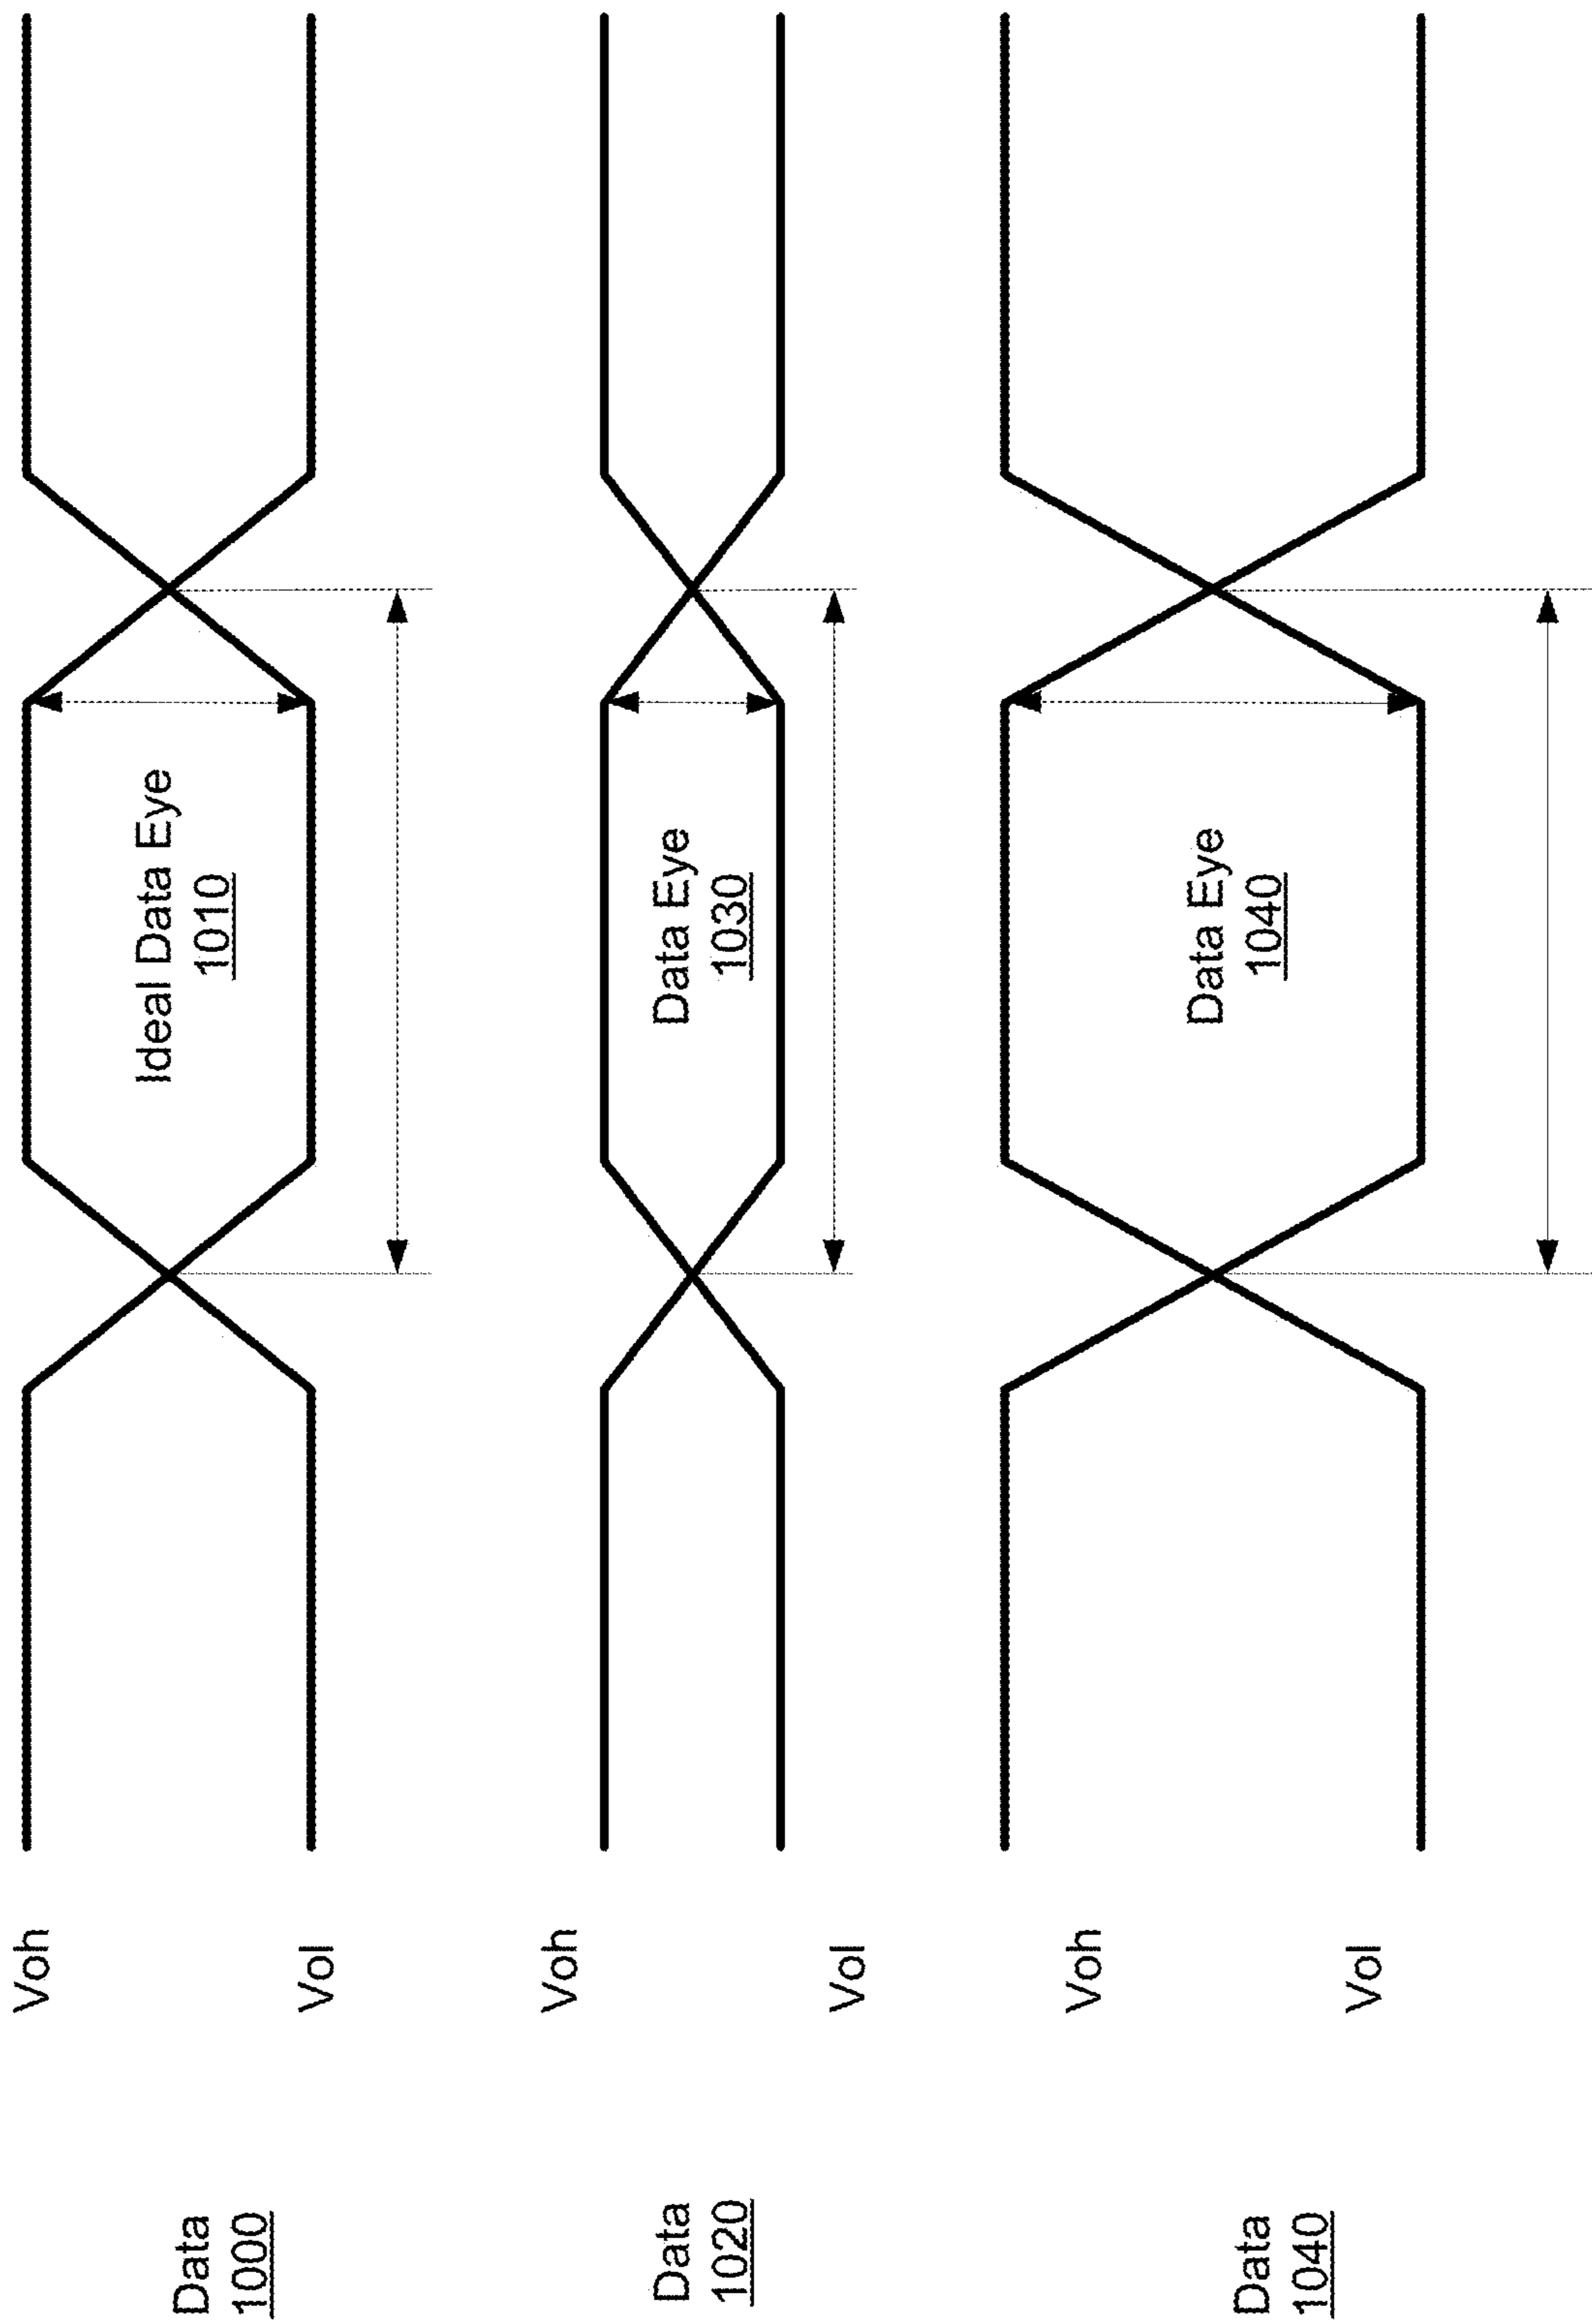 Voh
Data
1000
Ideal Data Eye
1010
Vol
Voh
Data
1020
Data Eye
1030
Vol
Voh
Data
1040
Data Eye
1040
Vol